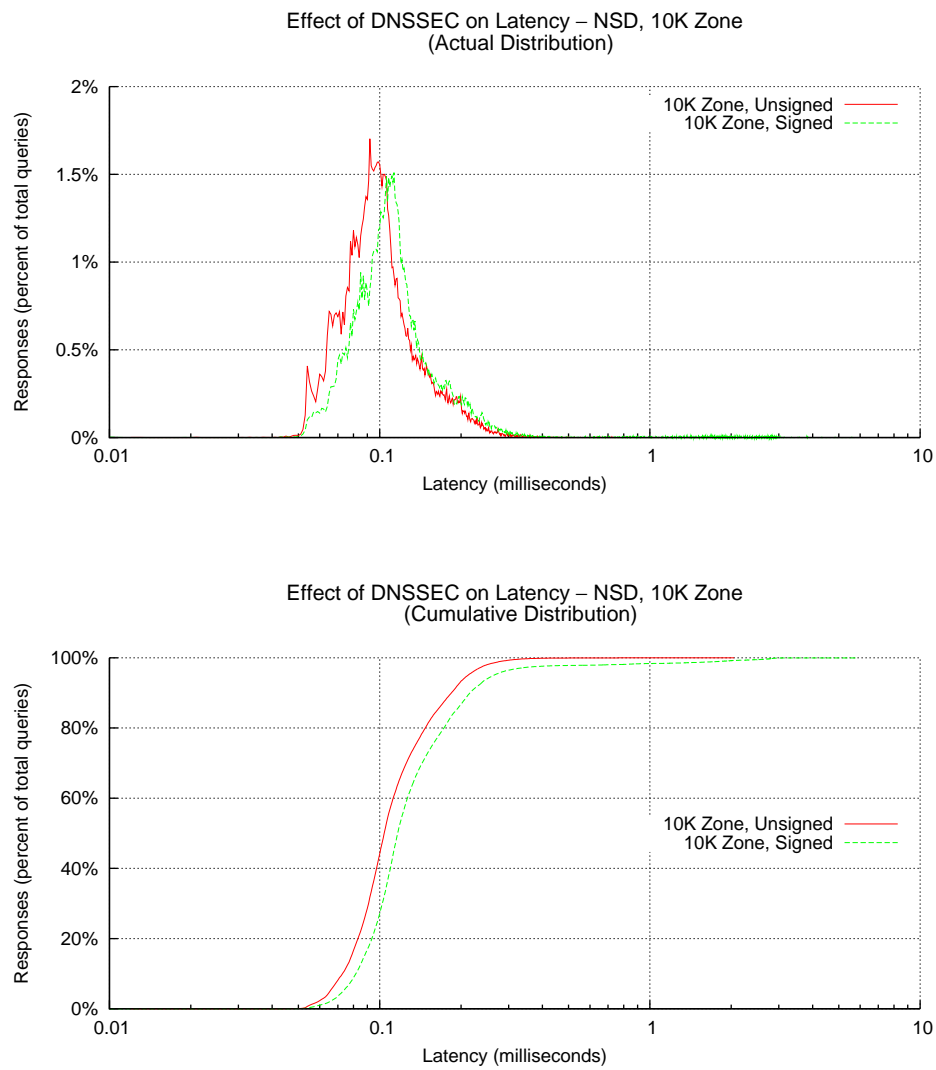 Effect of DNSSEC on Latency – NSD, 10K Zone
(Actual Distribution)
2%
1.5%
1%
0.5%
0%
Responses (percent of total queries)
10K Zone, Unsigned
10K Zone, Signed
0.01
0.1
1
10
Latency (milliseconds)
Effect of DNSSEC on Latency – NSD, 10K Zone
(Cumulative Distribution)
100%
80%
60%
40%
20%
0%
Responses (percent of total queries)
10K Zone, Unsigned
10K Zone, Signed
0.01
0.1
1
10
Latency (milliseconds)